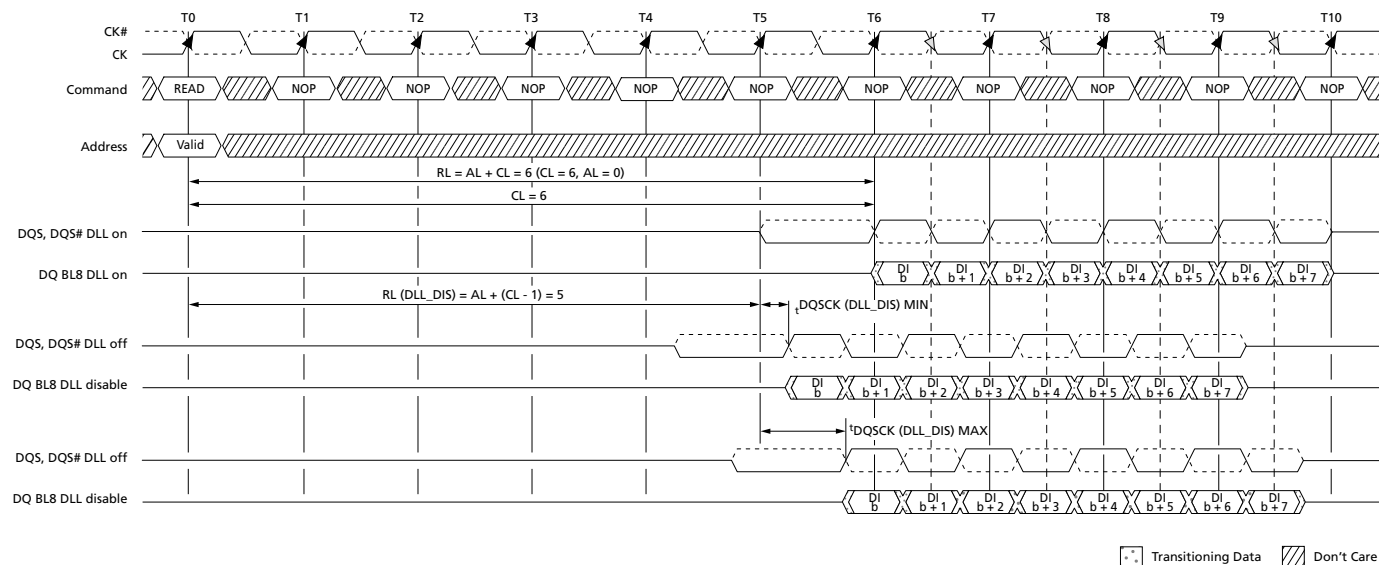 T0 T1 T2 T3 T4 T5 T6 T7 T8 T9 T10
CK#
CK
Command READ NOP NOP NOP NOP NOP NOP NOP NOP NOP NOP
Address Valid
RL = AL + CL = 6 (CL = 6, AL = 0)
CL = 6
DQS, DQS# DLL on
DQ BL8 DLL on DI b DI b + 1 DI b + 2 DI b + 3 DI b + 4 DI b + 5 DI b + 6 DI b + 7
RL (DLL_DIS) = AL + (CL - 1) = 5 tDQSCK (DLL_DIS) MIN
DQS, DQS# DLL off
DQ BL8 DLL disable DI b DI b + 1 DI b + 2 DI b + 3 DI b + 4 DI b + 5 DI b + 6 DI b + 7
tDQSCK (DLL_DIS) MAX
DQS, DQS# DLL off
DQ BL8 DLL disable DI b DI b + 1 DI b + 2 DI b + 3 DI b + 4 DI b + 5 DI b + 6 DI b + 7
Transitioning Data Don't Care